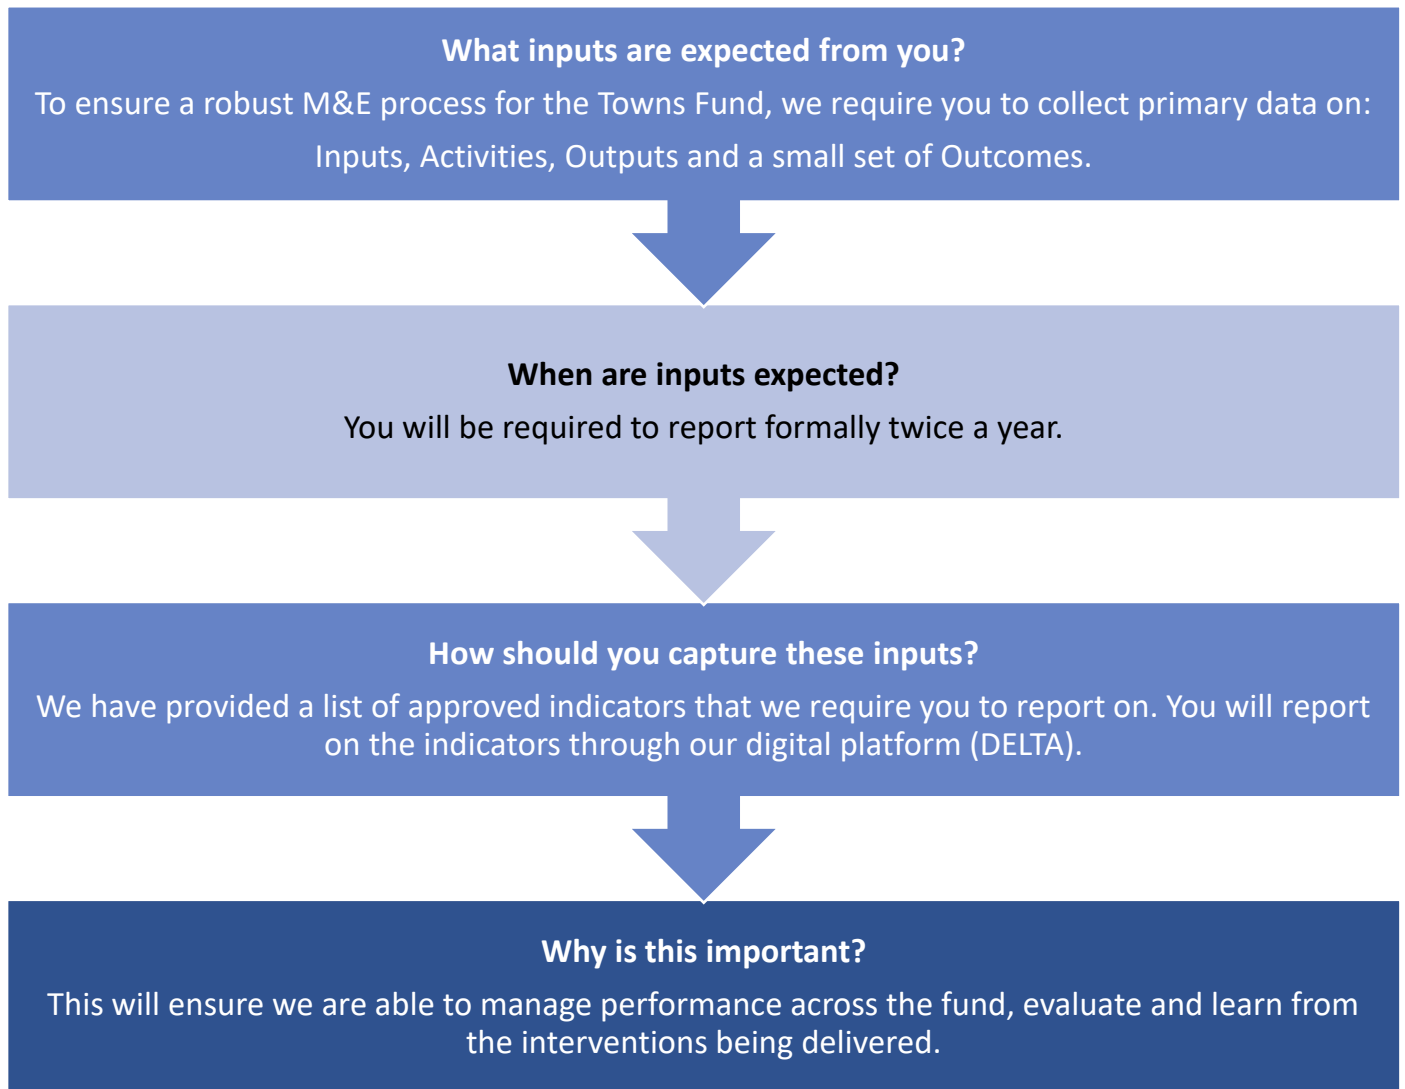 What inputs are expected from you?
To ensure a robust M&E process for the Towns Fund, we require you to collect primary data on:
Inputs, Activities, Outputs and a small set of Outcomes.
When are inputs expected?
You will be required to report formally twice a year.
How should you capture these inputs?
We have provided a list of approved indicators that we require you to report on. You will report
on the indicators through our digital platform (DELTA).
Why is this important?
This will ensure we are able to manage performance across the fund, evaluate and learn from
the interventions being delivered.